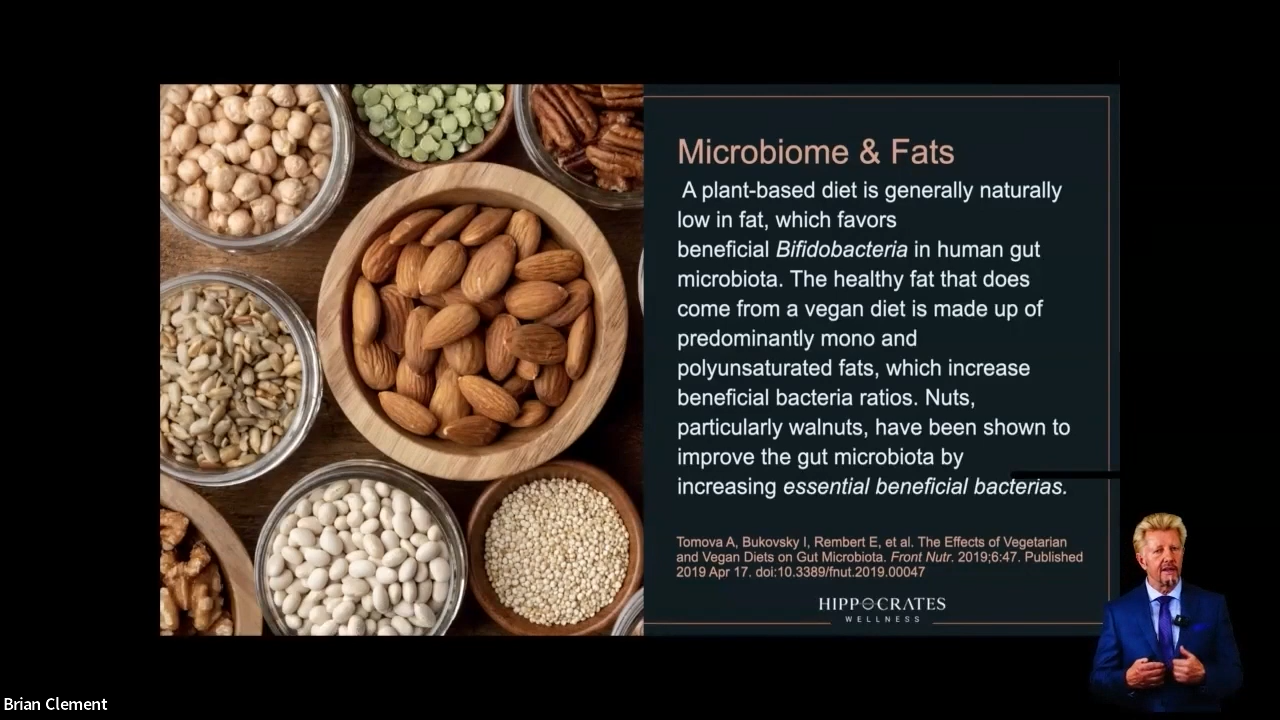 Microbiome & Fats
A plant-based diet is generally naturally
low in fat, which favors
beneficial Bifidobacteria in human gut
microbiota. The healthy fat that does
come from a vegan diet is made up of
predominantly mono and
polyunsaturated fats, which increase
beneficial bacteria ratios. Nuts,
particularly walnuts, have been shown to
improve the gut microbiota by
increasing essential beneficial bacterias.
Tomova A, Bukovsky I, Rembert E, et al. The Effects of Vegetarian
and Vegan Diets on Gut Microbiota. Front Nutr. 2019;6:47. Published
2019 Apr 17. doi:10.3389/fnut.2019.00047
HIPPOCRATES
WELLNESS
Brian Clement